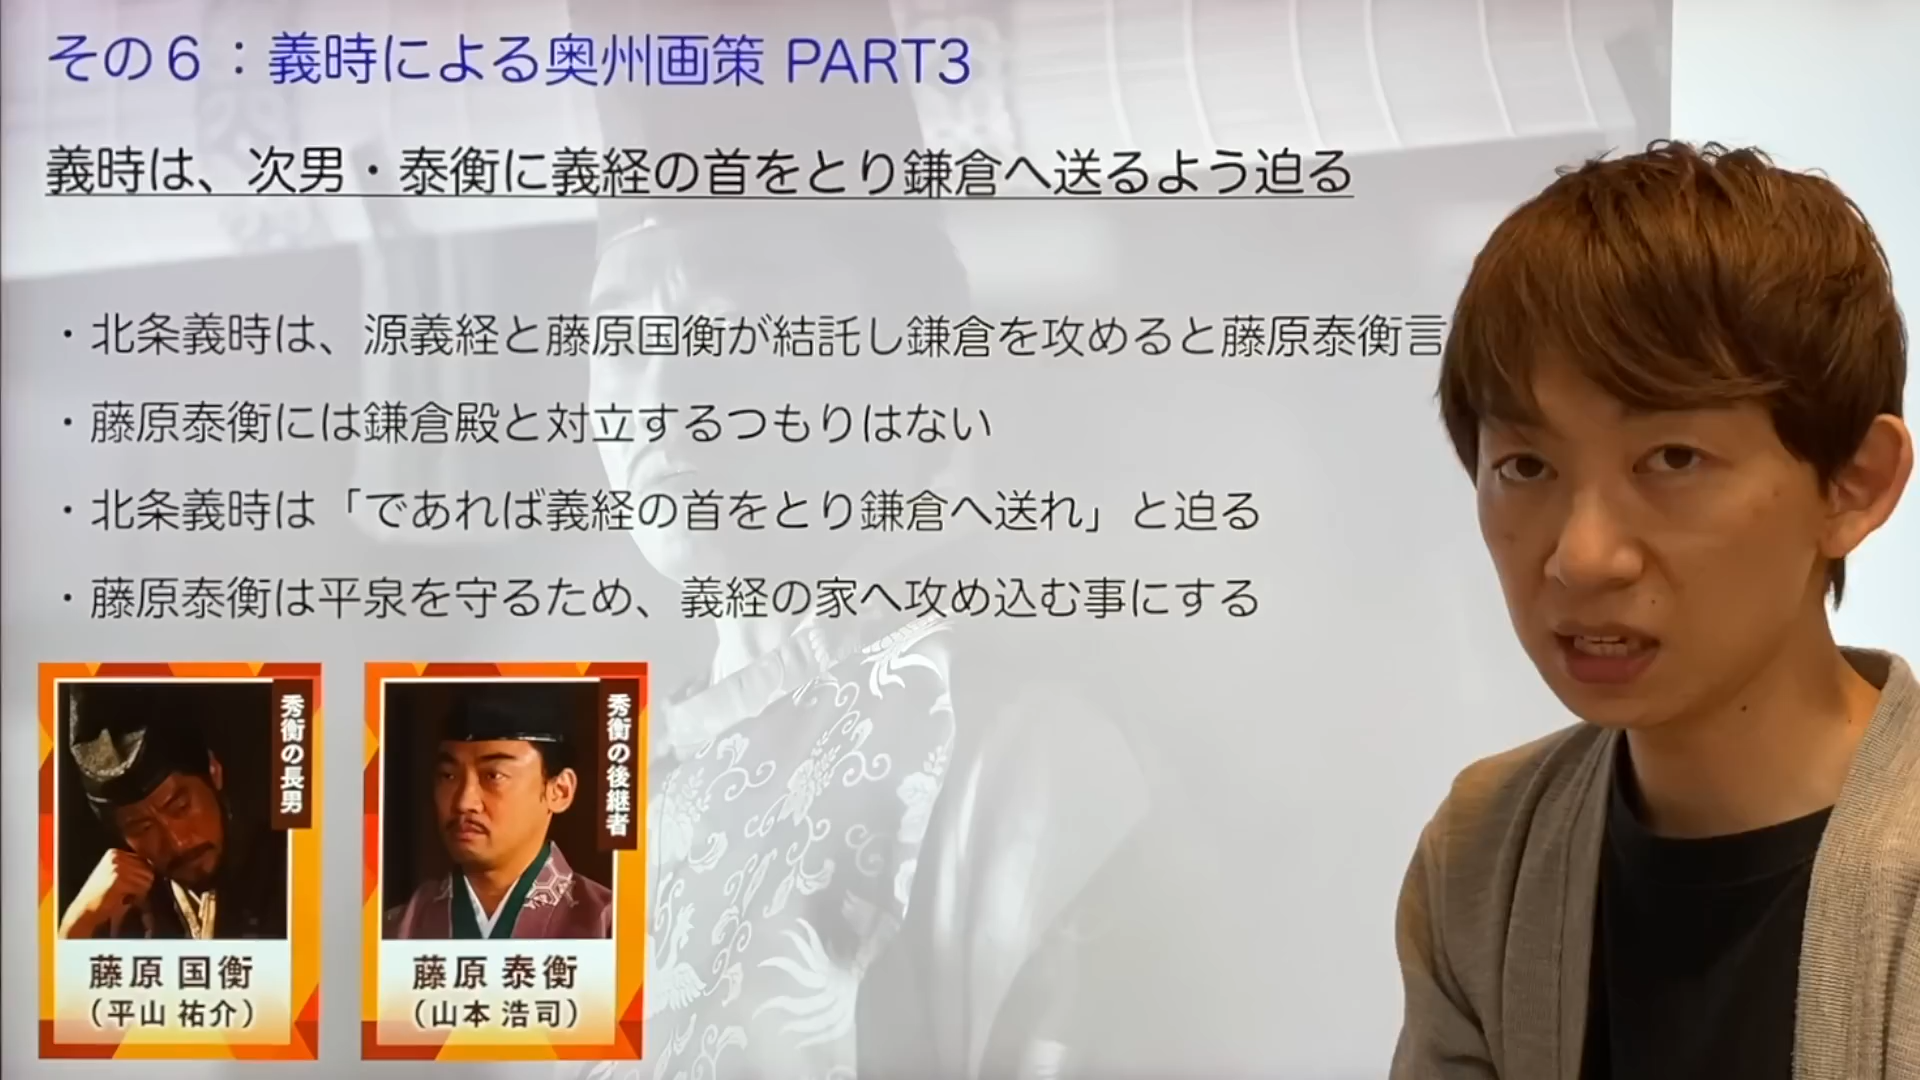 その6：義時による奥州画策 PART3
義時は、次男・泰衡に義経の首をとり鎌倉へ送るよう迫る
・北条義時は、源義経と藤原国衡が結託し鎌倉を攻めると藤原泰衡言
・藤原泰衡には鎌倉殿と対立するつもりはない
・北条義時は「であれば義経の首をとり鎌倉へ送れ」と迫る
・藤原泰衡は平泉を守るため、義経の家へ攻め込む事にする
秀衡の長男
藤原 国衡
（平山 祐介）
秀衡の後継者
藤原 泰衡
（山本 浩司）